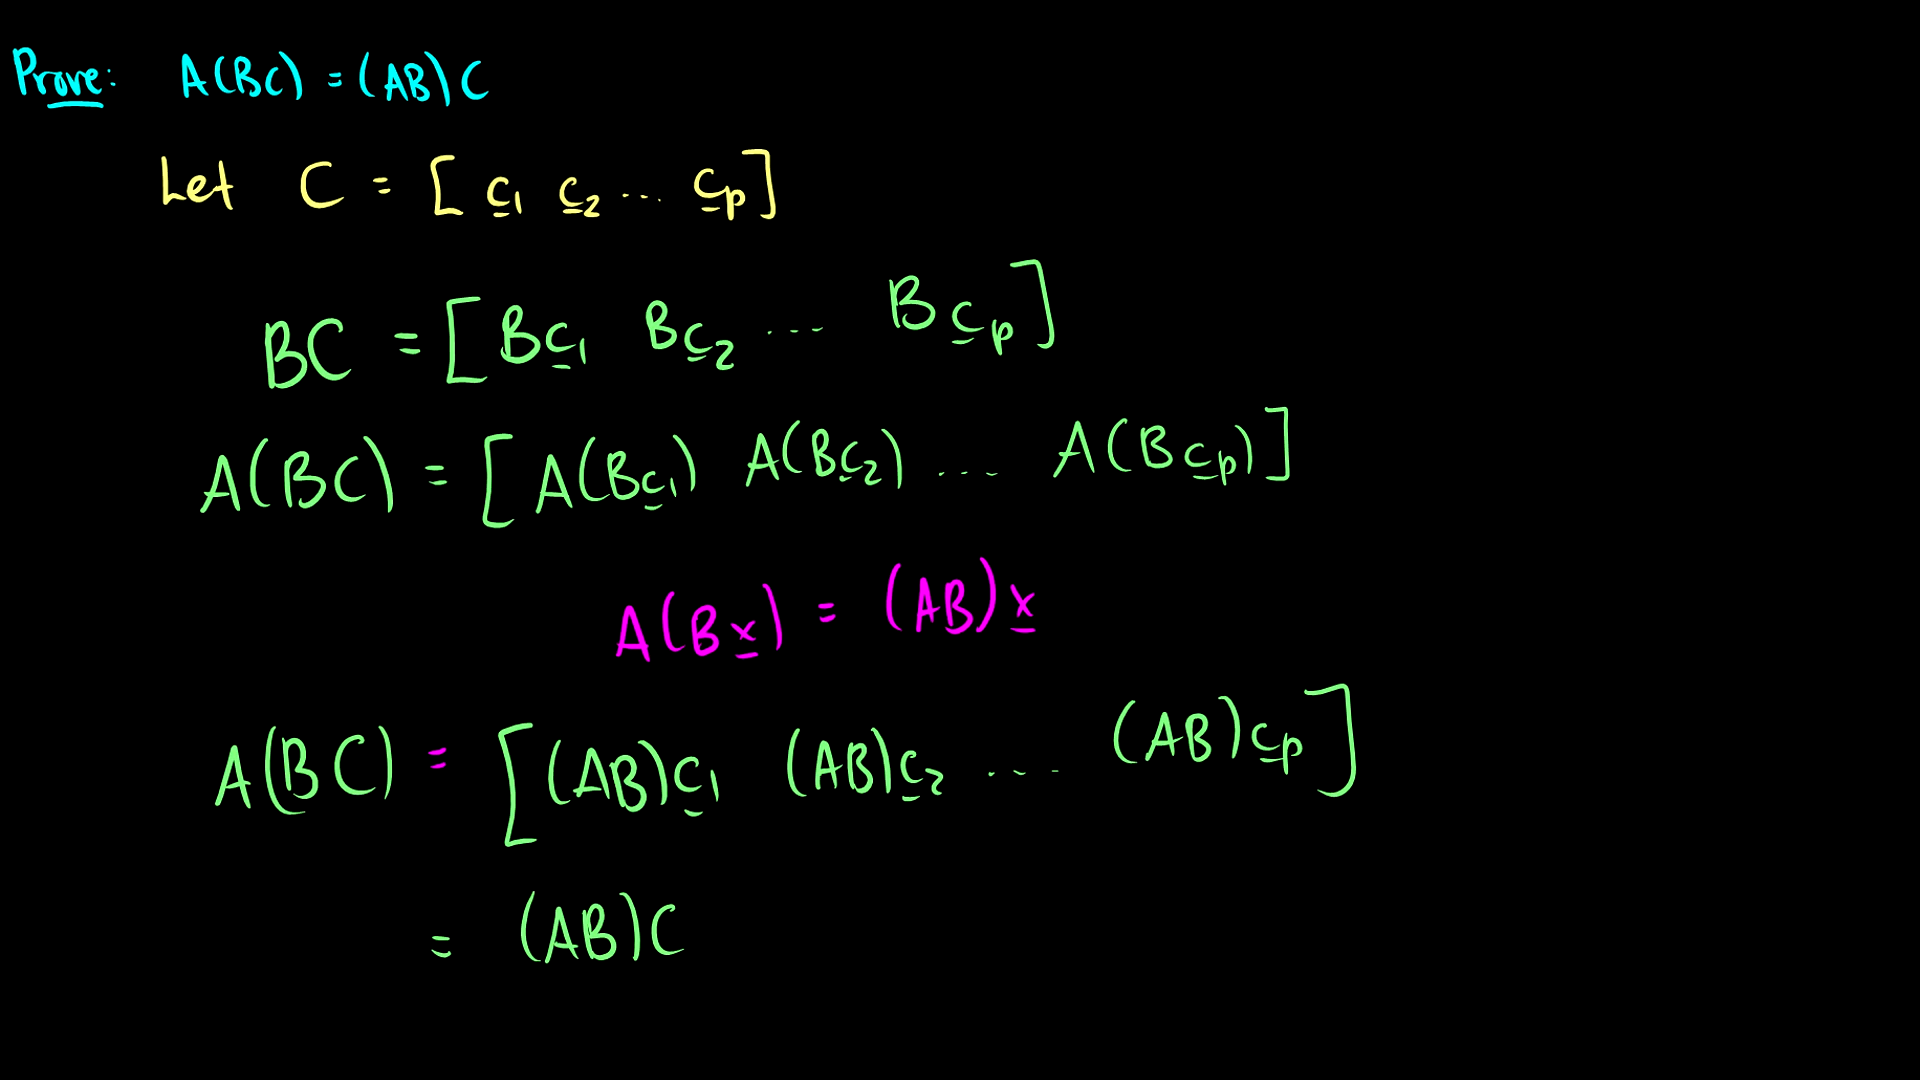 Prove: A(BC) = (AB)C
Let C = [c₁ c₂ ... cₚ]
BC = [Bc₁ Bc₂ ... Bcₚ]
A(BC) = [A(Bc₁) A(Bc₂) ... A(Bcₚ)]
A(Bx) = (AB)x
A(BC) = [(AB)c₁ (AB)c₂ ... (AB)cₚ]
= (AB)C